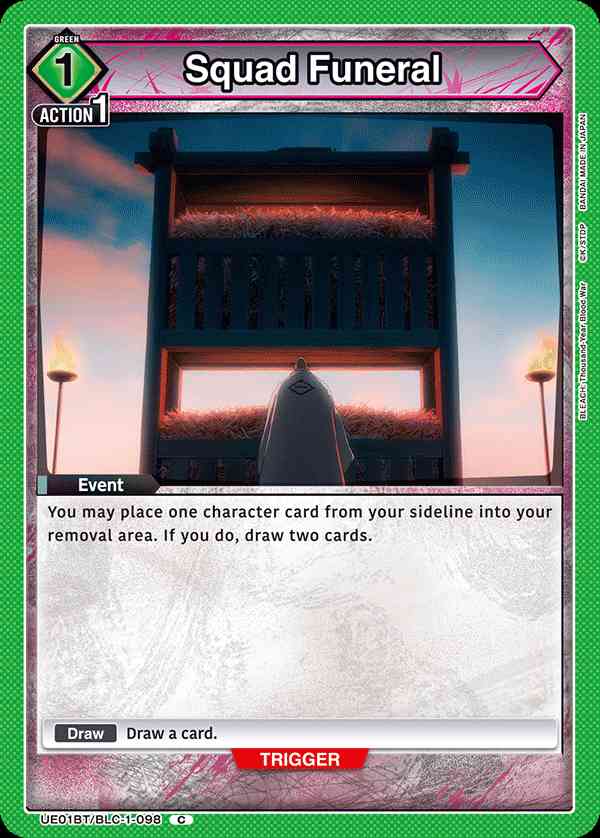 GREEN
1
Squad Funeral
ACTION 1
BANDAI MADE IN JAPAN
©K/STDP
BLEACH: Thousand-Year Blood War
Event
You may place one character card from your sideline into your
removal area. If you do, draw two cards.
Draw Draw a card.
TRIGGER
UE01BT/BLC-1-098 C